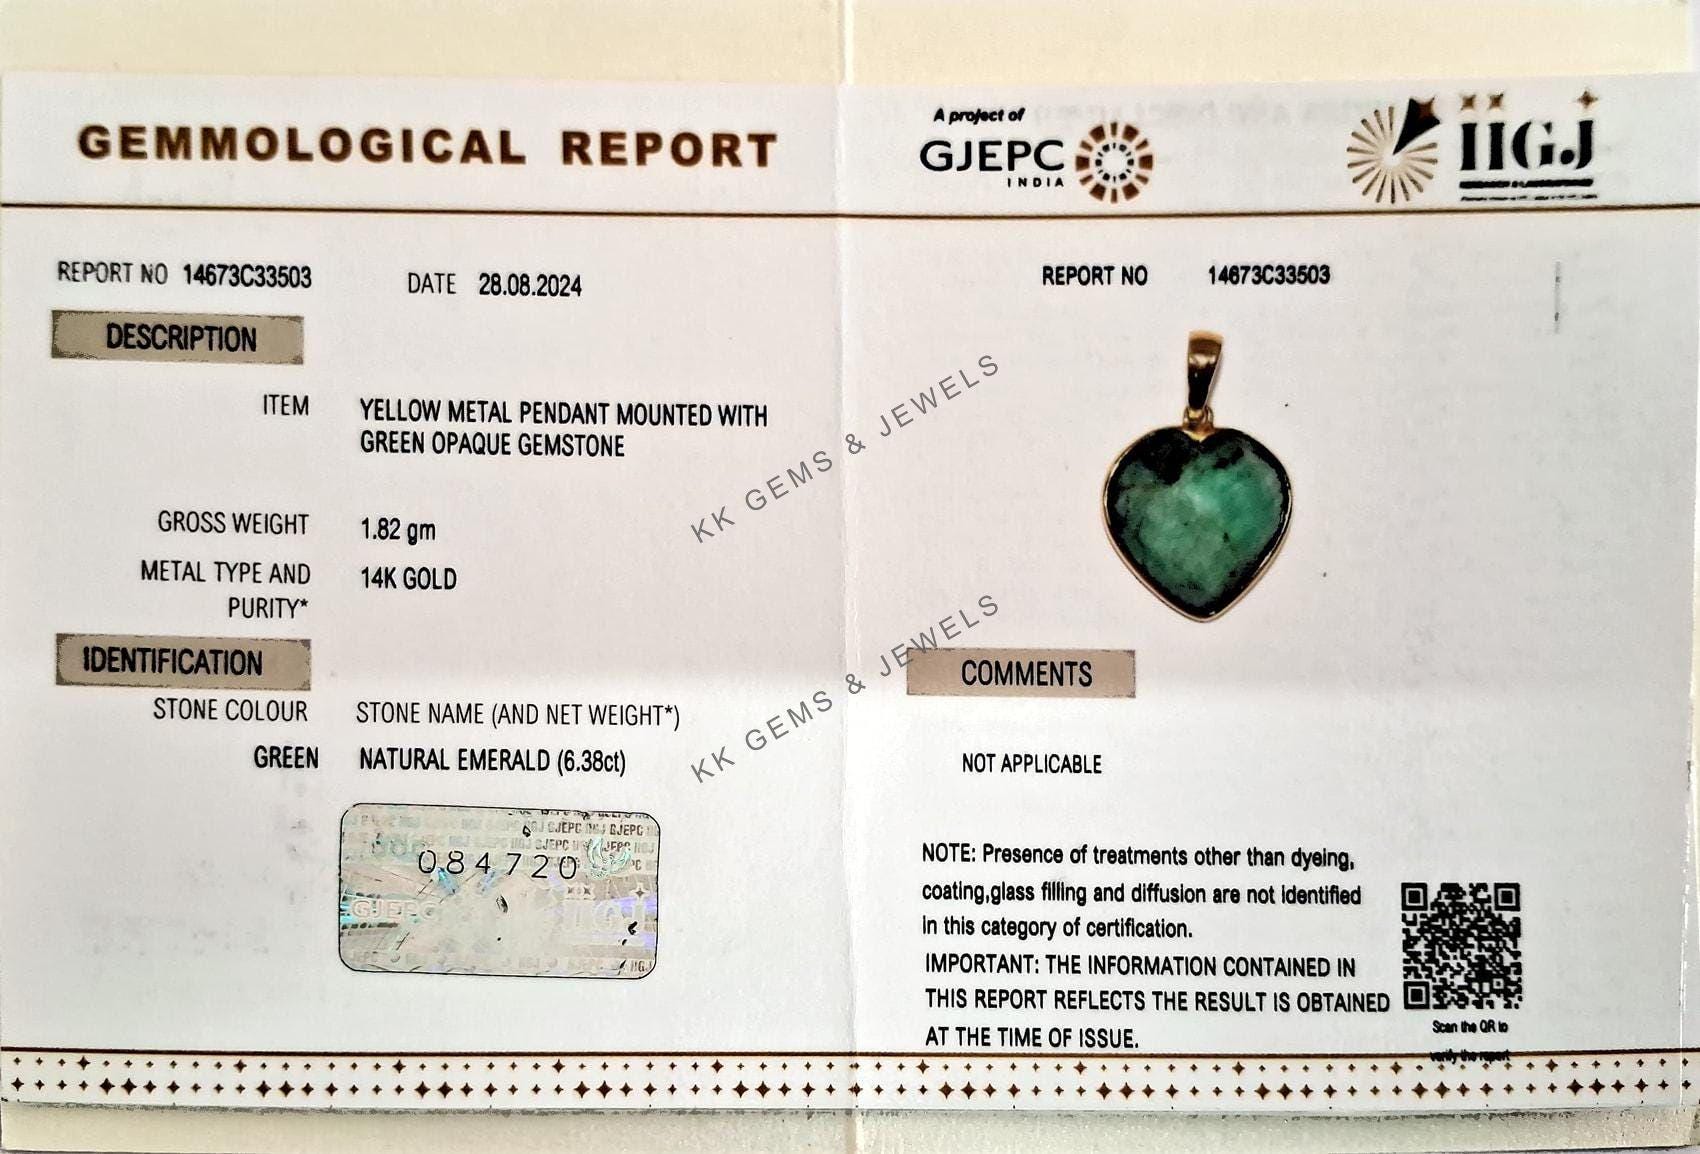 GEMMOLOGICAL REPORT
REPORT NO 14673C33503
DATE 28.08.2024
DESCRIPTION
ITEM YELLOW METAL PENDANT MOUNTED WITH
GREEN OPAQUE GEMSTONE
GROSS WEIGHT 1.82 gm
METAL TYPE AND 14K GOLD
PURITY*
IDENTIFICATION
STONE COLOUR STONE NAME (AND NET WEIGHT*)
GREEN NATURAL EMERALD (6.38ct)
084720
GJEPC IIGJ
A project of
GJEPC
INDIA
IIGJ
REPORT NO 14673C33503
COMMENTS
NOT APPLICABLE
NOTE: Presence of treatments other than dyeing,
coating,glass filling and diffusion are not identified
in this category of certification.
IMPORTANT: THE INFORMATION CONTAINED IN
THIS REPORT REFLECTS THE RESULT IS OBTAINED
AT THE TIME OF ISSUE.
Scan the QR to
verify the report
KK GEMS & JEWELS
KK GEMS & JEWELS